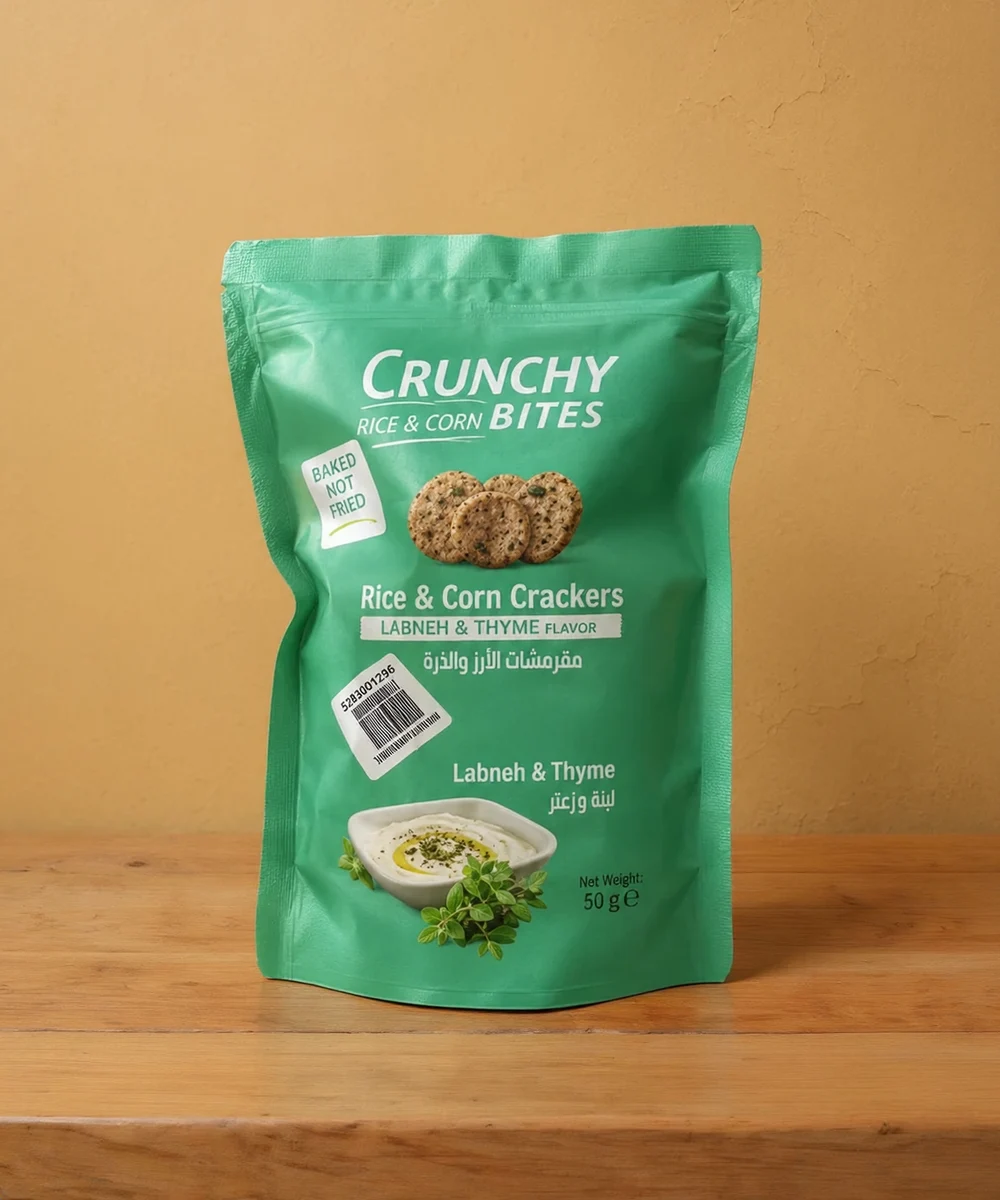 CRUNCHY
RICE & CORN BITES
BAKED
NOT
FRIED
Rice & Corn Crackers
LABNEH & THYME FLAVOR
مقرمشات الأرز والذرة
5283001296
Labneh & Thyme
لبنة وزعتر
Net Weight:
50 g ℮